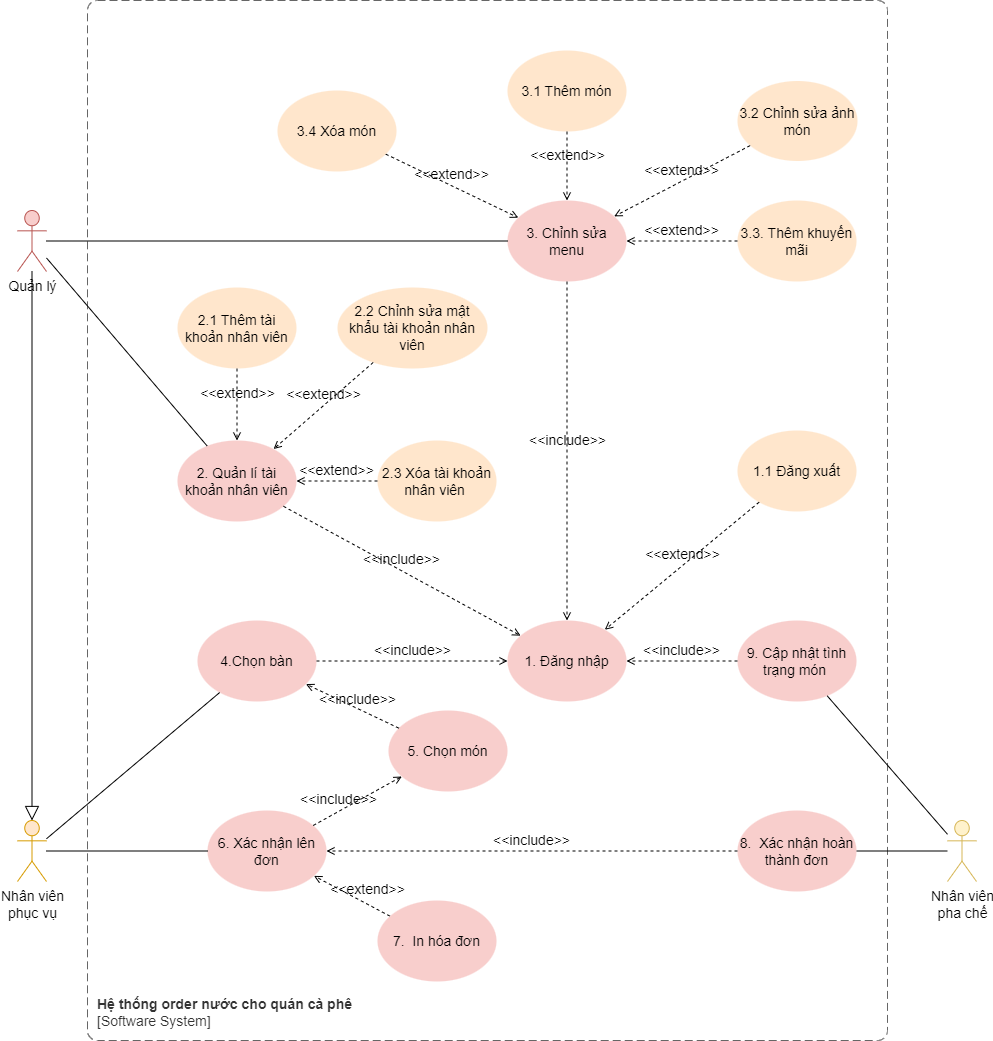 3.1 Thêm món
3.2 Chỉnh sửa ảnh
món
3.4 Xóa món
<<extend>>
<<extend>>
<<extend>>
3. Chỉnh sửa
menu
<<extend>>
3.3. Thêm khuyến
mãi
Quản lý
2.1 Thêm tài
khoản nhân viên
2.2 Chỉnh sửa mật
khẩu tài khoản nhân
viên
<<extend>>
<<extend>>
<<include>>
2. Quản lí tài
khoản nhân viên
<<extend>>
2.3 Xóa tài khoản
nhân viên
1.1 Đăng xuất
<<include>>
<<extend>>
4.Chọn bàn
<<include>>
1. Đăng nhập
<<include>>
9. Cập nhật tình
trạng món
<<include>>
5. Chọn món
<<include>>
6. Xác nhận lên
đơn
<<include>>
8.  Xác nhận hoàn
thành đơn
<<extend>>
7.  In hóa đơn
Nhân viên
phục vụ
Nhân viên
pha chế
Hệ thống order nước cho quán cà phê
[Software System]